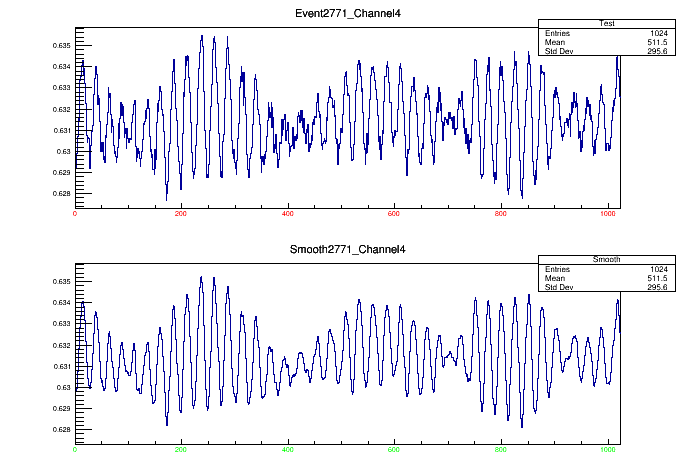 Event2771_Channel4
Test
Entries 1024
Mean 511.5
Std Dev 295.6
0.635
0.634
0.633
0.632
0.631
0.63
0.629
0.628
0 200 400 600 800 1000
Smooth2771_Channel4
Smooth
Entries 1024
Mean 511.5
Std Dev 295.6
0.635
0.634
0.633
0.632
0.631
0.63
0.629
0.628
0 200 400 600 800 1000